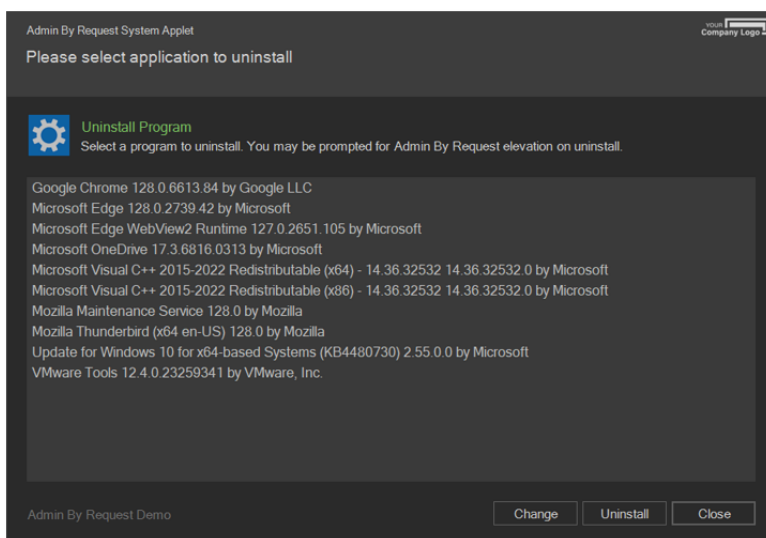 Admin By Request System Applet
YOUR
Company Logo
Please select application to uninstall
Uninstall Program
Select a program to uninstall. You may be prompted for Admin By Request elevation on uninstall.
Google Chrome 128.0.6613.84 by Google LLC
Microsoft Edge 128.0.2739.42 by Microsoft
Microsoft Edge WebView2 Runtime 127.0.2651.105 by Microsoft
Microsoft OneDrive 17.3.6816.0313 by Microsoft
Microsoft Visual C++ 2015-2022 Redistributable (x64) - 14.36.32532 14.36.32532.0 by Microsoft
Microsoft Visual C++ 2015-2022 Redistributable (x86) - 14.36.32532 14.36.32532.0 by Microsoft
Mozilla Maintenance Service 128.0 by Mozilla
Mozilla Thunderbird (x64 en-US) 128.0 by Mozilla
Update for Windows 10 for x64-based Systems (KB4480730) 2.55.0.0 by Microsoft
VMware Tools 12.4.0.23259341 by VMware, Inc.
Admin By Request Demo
Change
Uninstall
Close